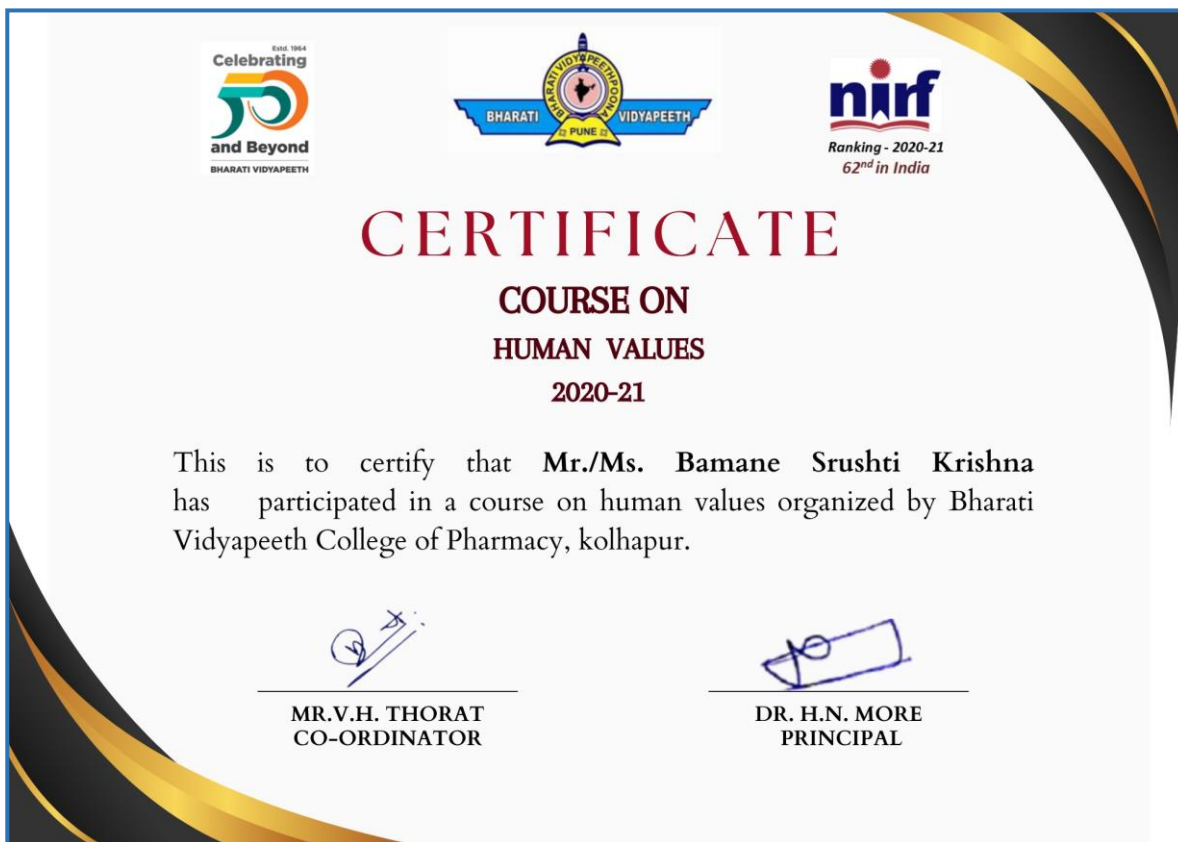 Estd. 1964
Celebrating
50
and Beyond
BHARATI VIDYAPEETH
BHARATI VIDYAPEETH POONA
BHARATI VIDYAPEETH
PUNE
nirf
Ranking - 2020-21
62nd in India
CERTIFICATE
COURSE ON
HUMAN VALUES
2020-21
This is to certify that Mr./Ms. Bamane Srushti Krishna
has participated in a course on human values organized by Bharati
Vidyapeeth College of Pharmacy, kolhapur.
MR.V.H. THORAT
CO-ORDINATOR
DR. H.N. MORE
PRINCIPAL